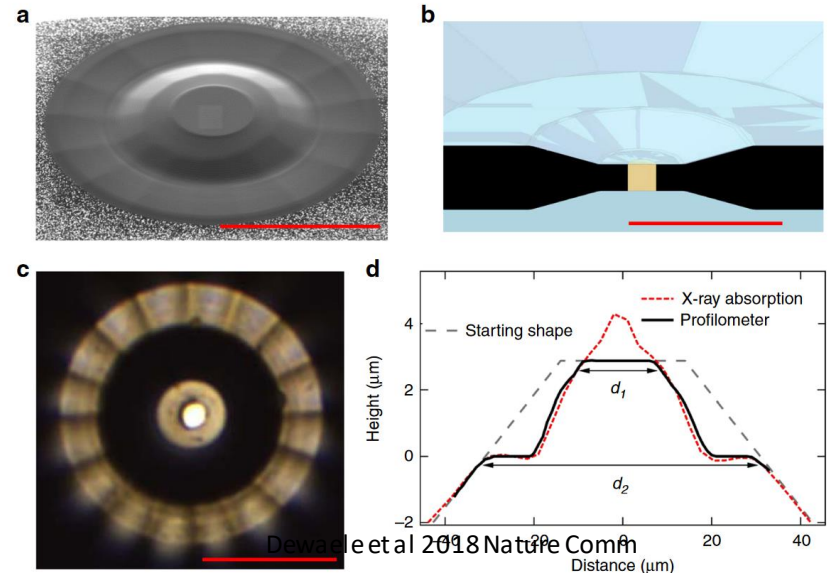 a
b
c
d
X-ray absorption
Profilometer
Starting shape
Height (μm)
4
2
0
−2
d1
d2
−40
−20
0
20
40
Distance (μm)
Dewaele et al 2018 Nature Comm